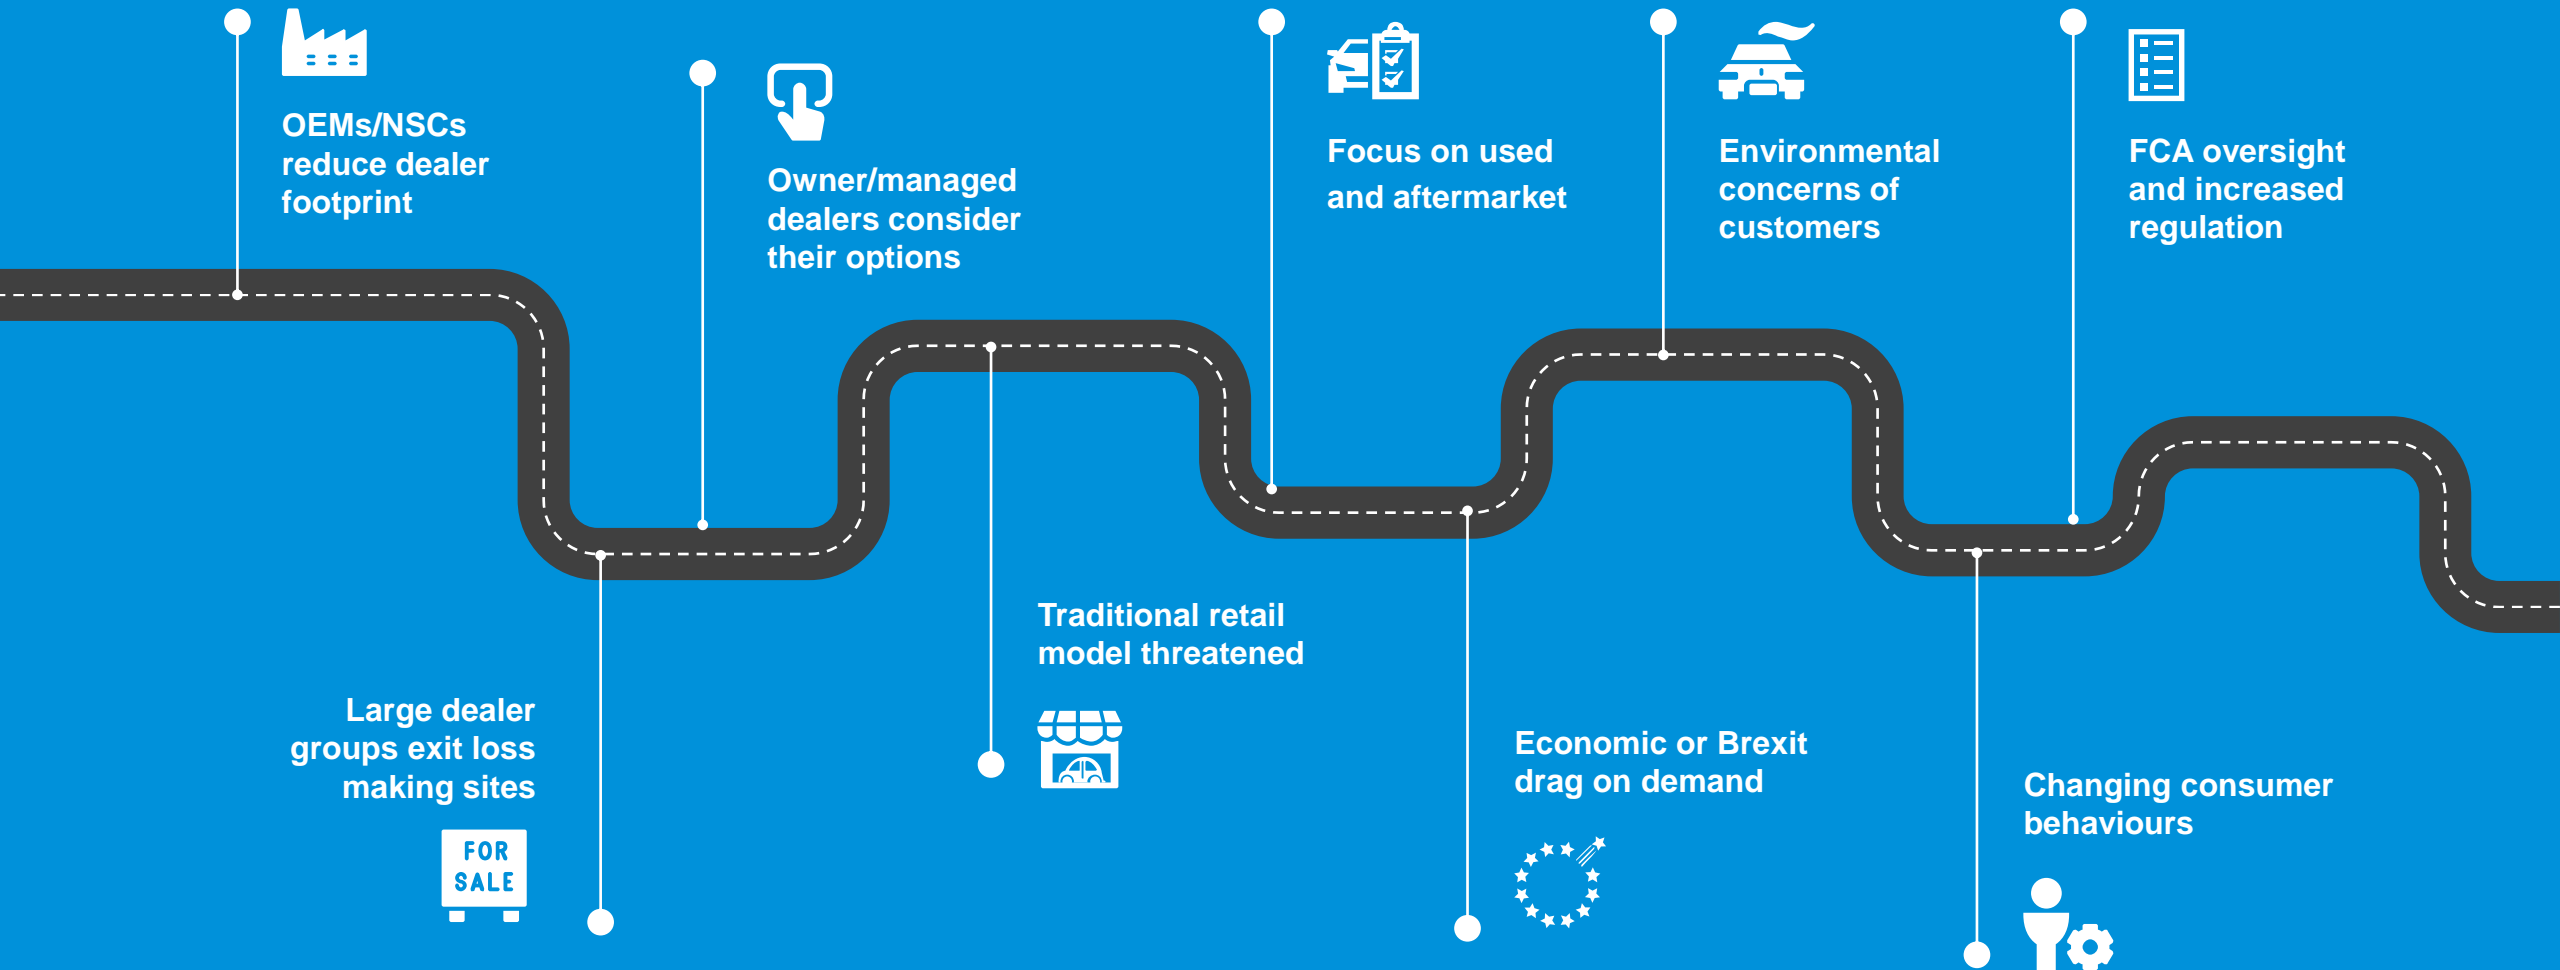 OEMs/NSCs
reduce dealer
footprint
Large dealer
groups exit loss
making sites
FOR
SALE
Owner/managed
dealers consider
their options
Traditional retail
model threatened
Focus on used
and aftermarket
Economic or Brexit
drag on demand
Environmental
concerns of
customers
Changing consumer
behaviours
FCA oversight
and increased
regulation